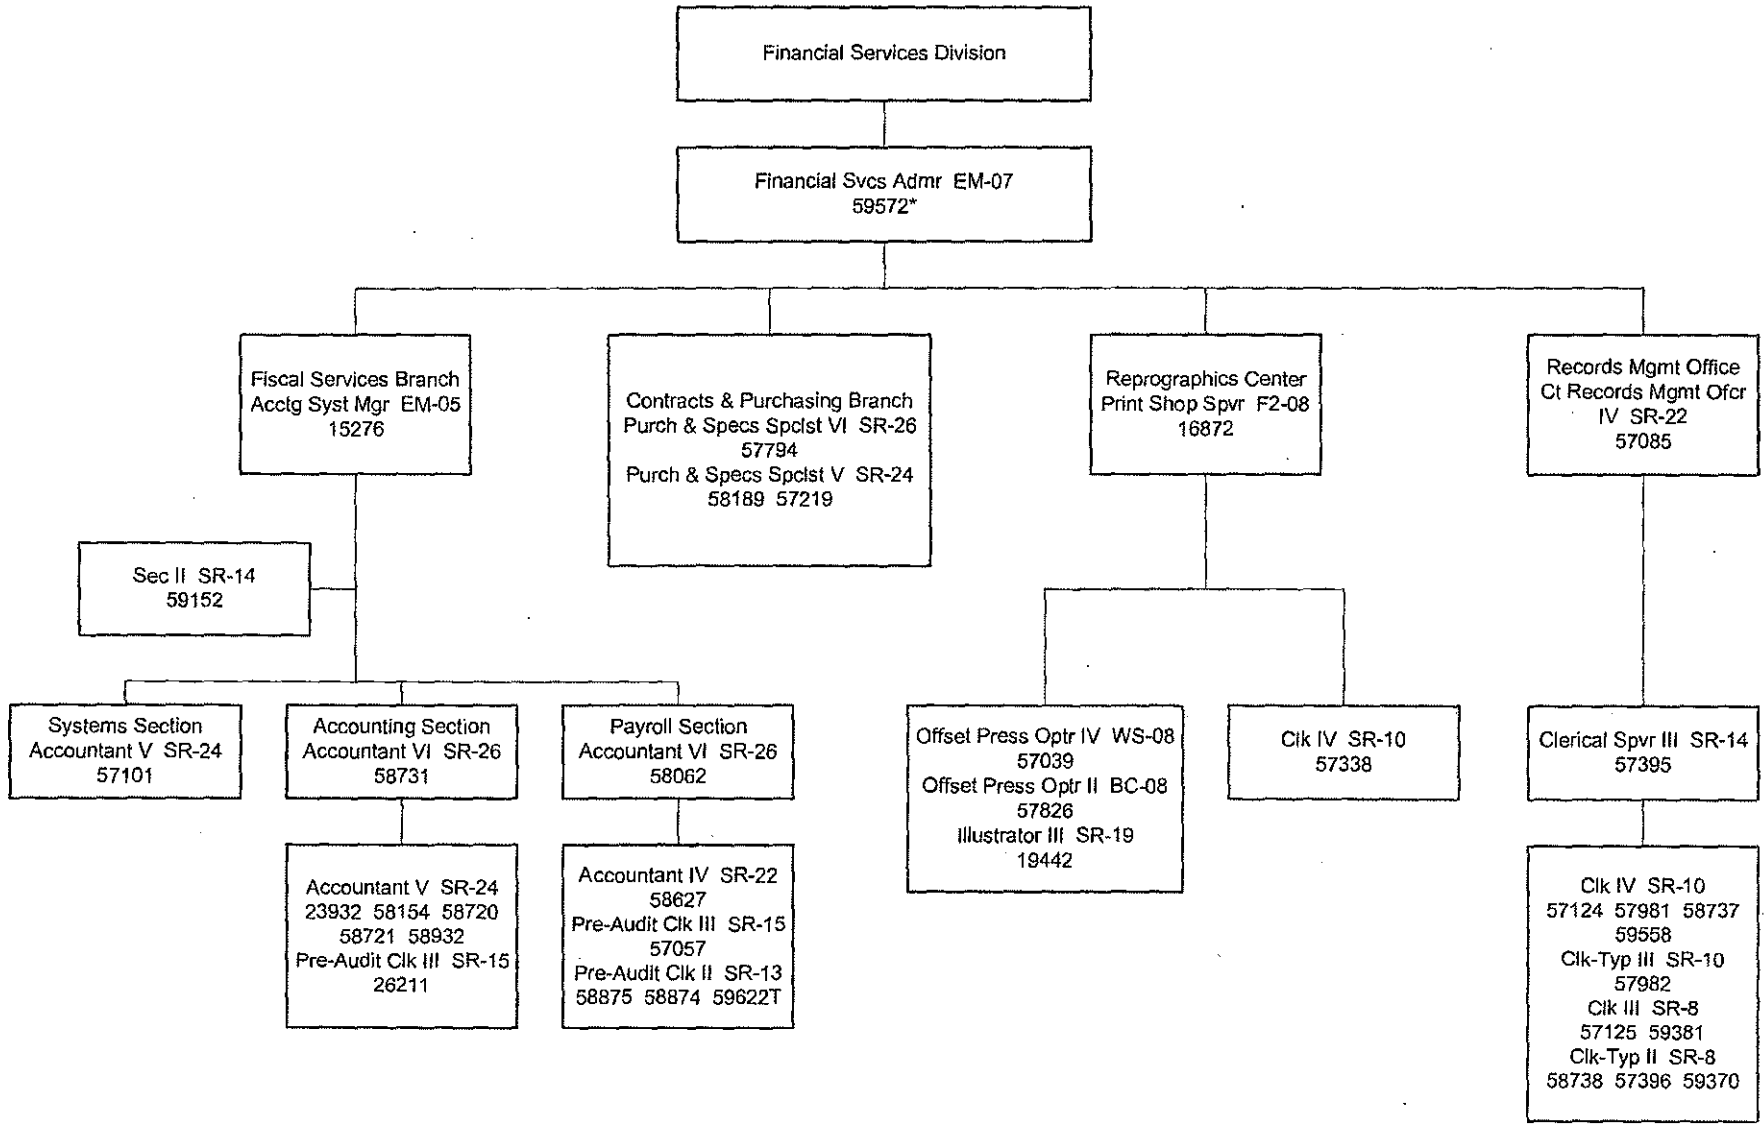 Financial Services Division
Financial Svcs Admr EM-07
59572*
Fiscal Services Branch
Acctg Syst Mgr EM-05
15276
Contracts & Purchasing Branch
Purch & Specs Spclst VI SR-26
57794
Purch & Specs Spclst V SR-24
58189 57219
Reprographics Center
Print Shop Spvr F2-08
16872
Records Mgmt Office
Ct Records Mgmt Ofcr
IV SR-22
57085
Sec II SR-14
59152
Systems Section
Accountant V SR-24
57101
Accounting Section
Accountant VI SR-26
58731
Payroll Section
Accountant VI SR-26
58062
Offset Press Optr IV WS-08
57039
Offset Press Optr II BC-08
57826
Illustrator III SR-19
19442
Clk IV SR-10
57338
Clerical Spvr III SR-14
57395
Accountant V SR-24
23932 58154 58720
58721 58932
Pre-Audit Clk III SR-15
26211
Accountant IV SR-22
58627
Pre-Audit Clk III SR-15
57057
Pre-Audit Clk II SR-13
58875 58874 59622T
Clk IV SR-10
57124 57981 58737
59558
Clk-Typ III SR-10
57982
Clk III SR-8
57125 59381
Clk-Typ II SR-8
58738 57396 59370